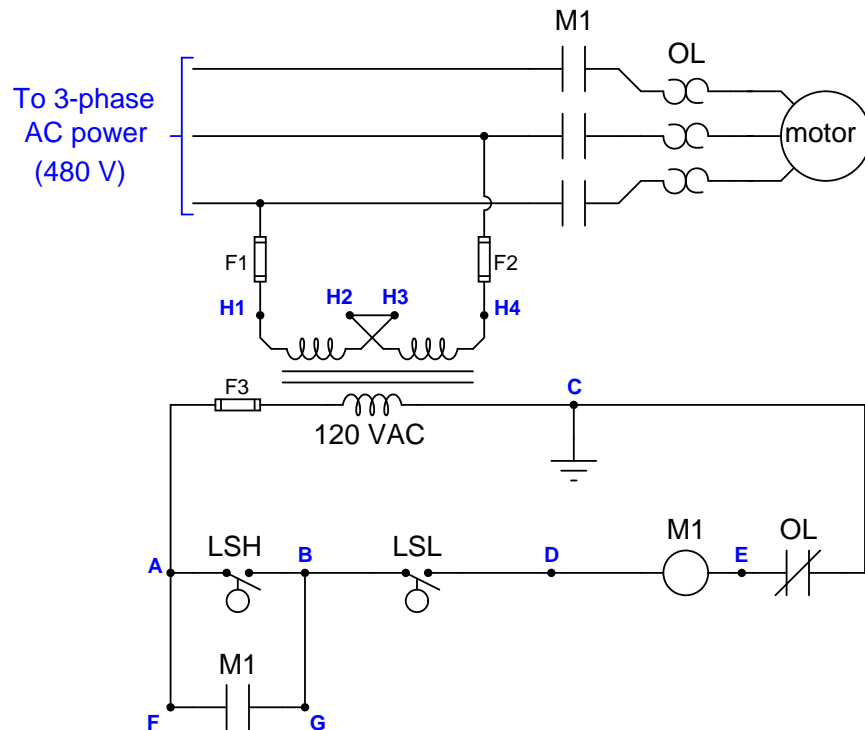 M1
OL
To 3-phase
AC power
(480 V)
motor
F1
F2
H1
H2
H3
H4
F3
C
120 VAC
LSH
LSL
M1
OL
A
B
D
E
M1
F
G